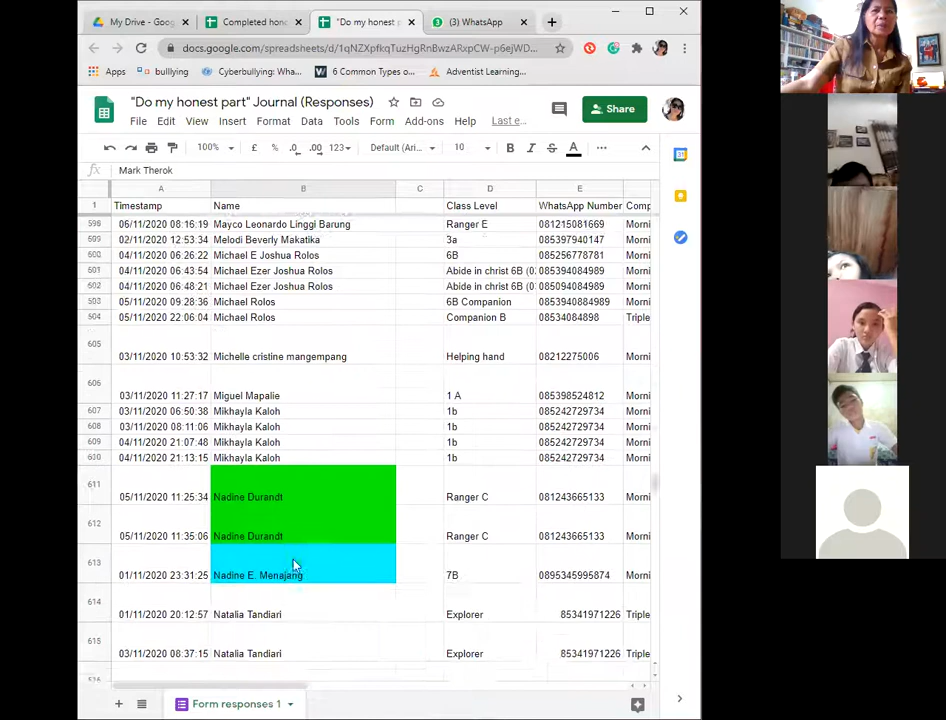 My Drive - Goog
Completed hono
"Do my honest p
(3) WhatsApp
docs.google.com/spreadsheets/d/1qNZXpfkqTuzHgRnBwzARxpCW-p6ejWD...
Apps
bulllying
Cyberbullying: Wha...
6 Common Types o...
Adventist Learning...
"Do my honest part" Journal (Responses)
Share
File Edit View Insert Format Data Tools Form Add-ons Help Last e...
100% £ % .0 .00 123 Default (Ari... 10 B I S A
fx Mark Therok
A B C D E
1 Timestamp Name Class Level WhatsApp Number Comp
598 06/11/2020 08:16:19 Mayco Leonardo Linggi Barung Ranger E 081215081669 Morni
599 02/11/2020 12:53:34 Melodi Beverly Makatika 3a 085397940147 Morni
600 04/11/2020 06:26:22 Michael E Joshua Rolos 6B 085256778781 Morni
601 04/11/2020 06:43:54 Michael Ezer Joshua Rolos Abide in christ 6B (0 085394084989 Morni
602 04/11/2020 06:48:21 Michael Ezer Joshua Rolos Abide in christ 6B (0 085094084989 Morni
503 05/11/2020 09:28:36 Michael Rolos 6B Companion 0853940884989 Morni
504 05/11/2020 22:06:04 Michael Rolos Companion B 08534084898 Triple
605 03/11/2020 10:53:32 Michelle cristine mangempang Helping hand 08212275006 Morni
606 03/11/2020 11:27:17 Miguel Mapalie 1 A 085398524812 Morni
607 03/11/2020 06:50:38 Mikhayla Kaloh 1b 085242729734 Morni
608 03/11/2020 08:11:06 Mikhayla Kaloh 1b 085242729734 Morni
609 04/11/2020 21:07:48 Mikhayla Kaloh 1b 085242729734 Morni
610 04/11/2020 21:13:15 Mikhayla Kaloh 1b 085242729734 Morni
611 05/11/2020 11:25:34 Nadine Durandt Ranger C 081243665133 Morni
612 05/11/2020 11:35:06 Nadine Durandt Ranger C 081243665133 Morni
613 01/11/2020 23:31:25 Nadine E. Menajang 7B 0895345995874 Morni
614 01/11/2020 20:12:57 Natalia Tandiari Explorer 85341971226 Triple
615 03/11/2020 08:37:15 Natalia Tandiari Explorer 85341971226 Triple
Form responses 1